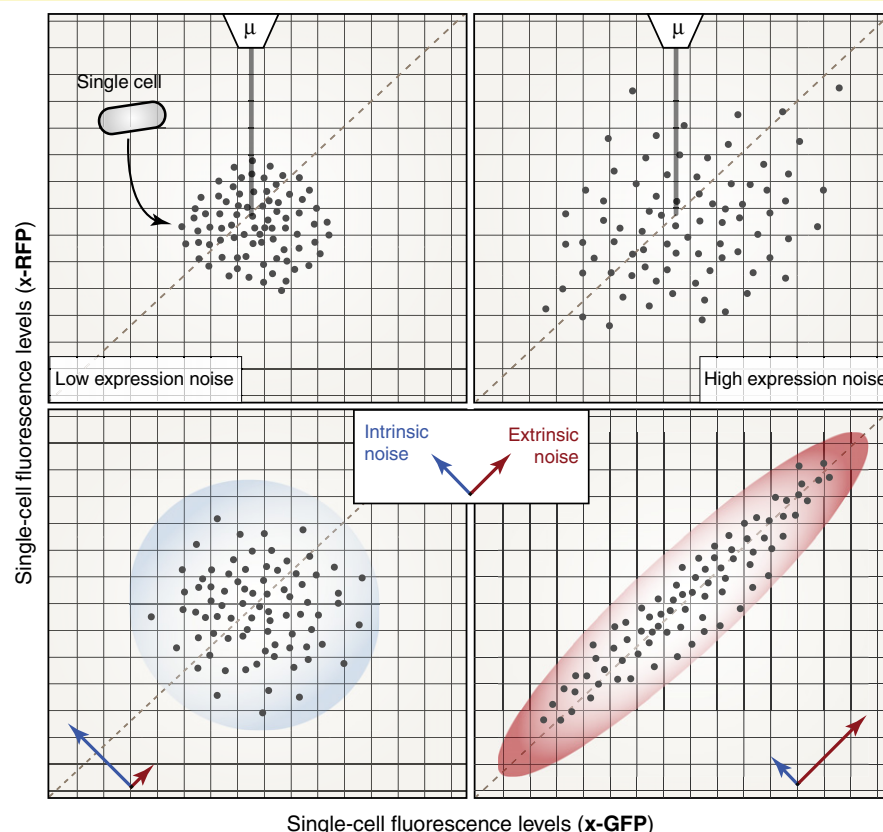 μ
μ
Single cell
Low expression noise
High expression noise
Intrinsic
noise
Extrinsic
noise
Single-cell fluorescence levels (x-RFP)
Single-cell fluorescence levels (x-GFP)